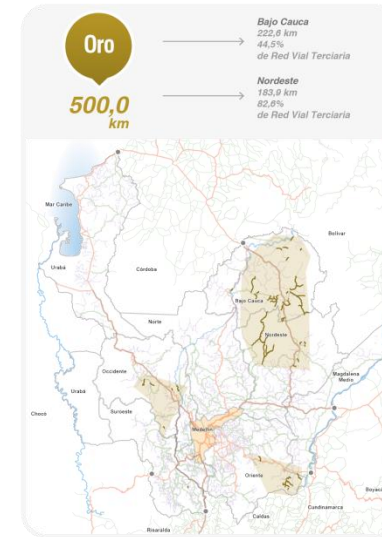 Oro
500,0
km
Bajo Cauca
222,6 km
44,5%
de Red Vial Terciaria
Nordeste
183,9 km
82,6%
de Red Vial Terciaria
Mar Caribe
Bolívar
Urabá
Córdoba
Bajo Cauca
Norte
Nordeste
Occidente
Magdalena
Medio
Urabá
Suroeste
Chocó
Medellín
Oriente
Boyacá
Caldas
Cundinamarca
Risaralda